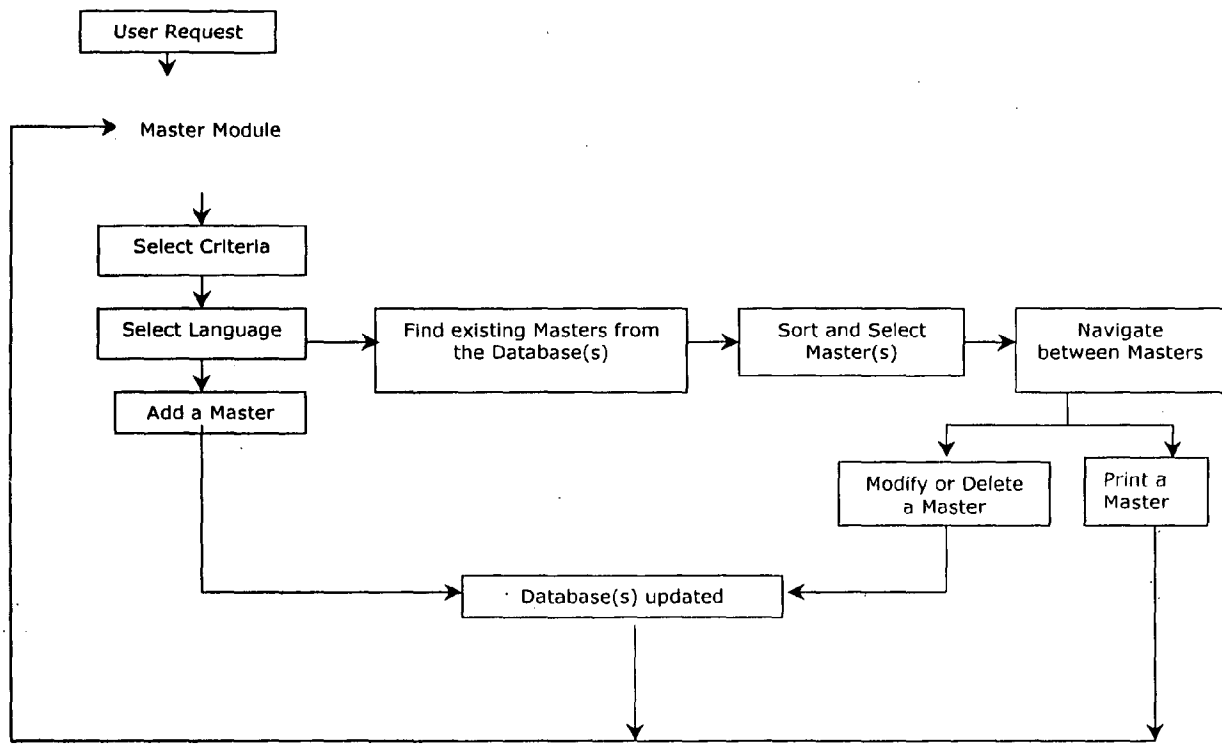 User Request
Master Module
Select Criteria
Select Language
Find existing Masters from
the Database(s)
Sort and Select
Master(s)
Navigate
between Masters
Add a Master
Modify or Delete
a Master
Print a
Master
Database(s) updated